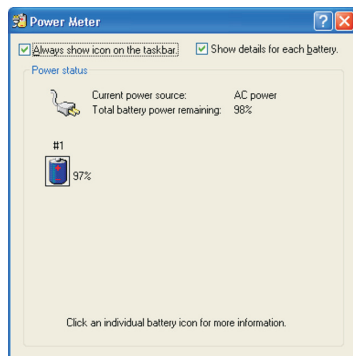 Power Meter
Always show icon on the taskbar.
Show details for each battery.
Power status
Current power source: AC power
Total battery power remaining: 98%
#1
97%
Click an individual battery icon for more information.